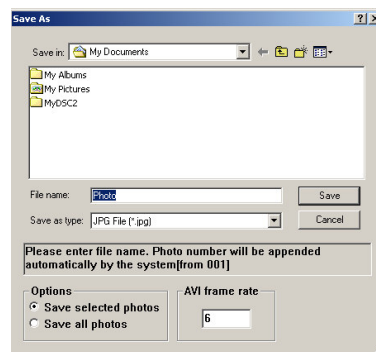 Save As
Save in: My Documents
My Albums
My Pictures
MyDSC2
File name: Photo Save
Save as type: JPG File (*.jpg) Cancel
Please enter file name. Photo number will be appended
automatically by the system[from 001]
Options AVI frame rate
Save selected photos
Save all photos
6